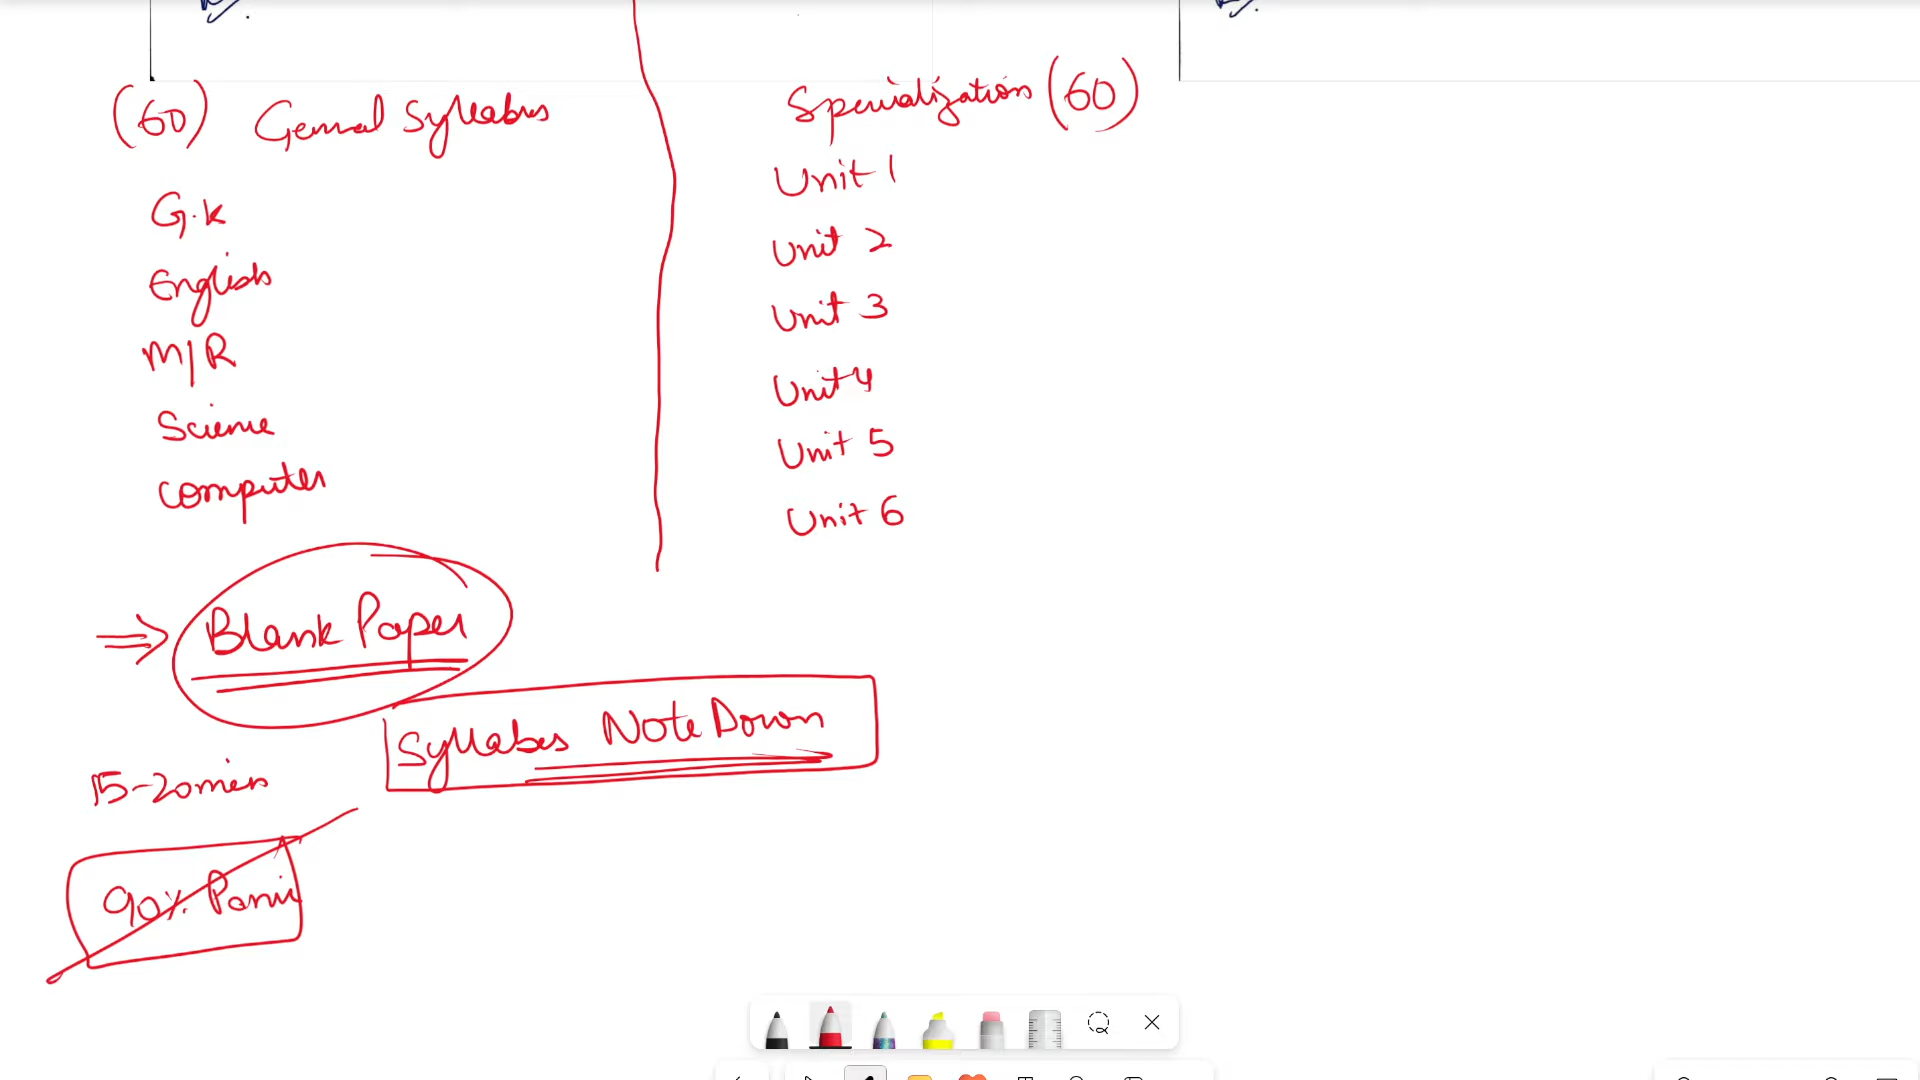 (60) General Syllabus
G.K
English
M/R
Science
Computer
Specialization (60)
Unit 1
Unit 2
Unit 3
Unit 4
Unit 5
Unit 6
⇒ Blank Paper
Syllabus Note Down
15-20 mins
90% Panic